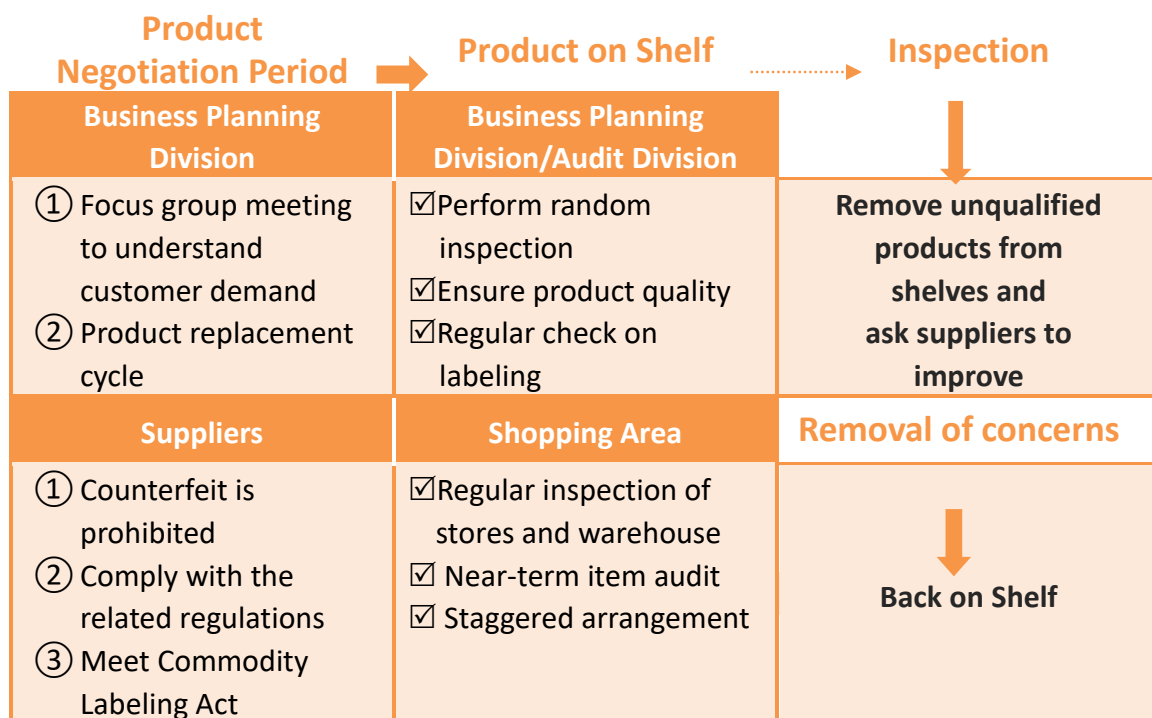 Product
Negotiation Period
Product on Shelf
Inspection
Business Planning
Division
Business Planning
Division/Audit Division
① Focus group meeting
to understand
customer demand
② Product replacement
cycle
☑Perform random
inspection
☑Ensure product quality
☑Regular check on
labeling
Remove unqualified
products from
shelves and
ask suppliers to
improve
Suppliers
Shopping Area
Removal of concerns
① Counterfeit is
prohibited
② Comply with the
related regulations
③ Meet Commodity
Labeling Act
☑Regular inspection of
stores and warehouse
☑ Near-term item audit
☑ Staggered arrangement
Back on Shelf